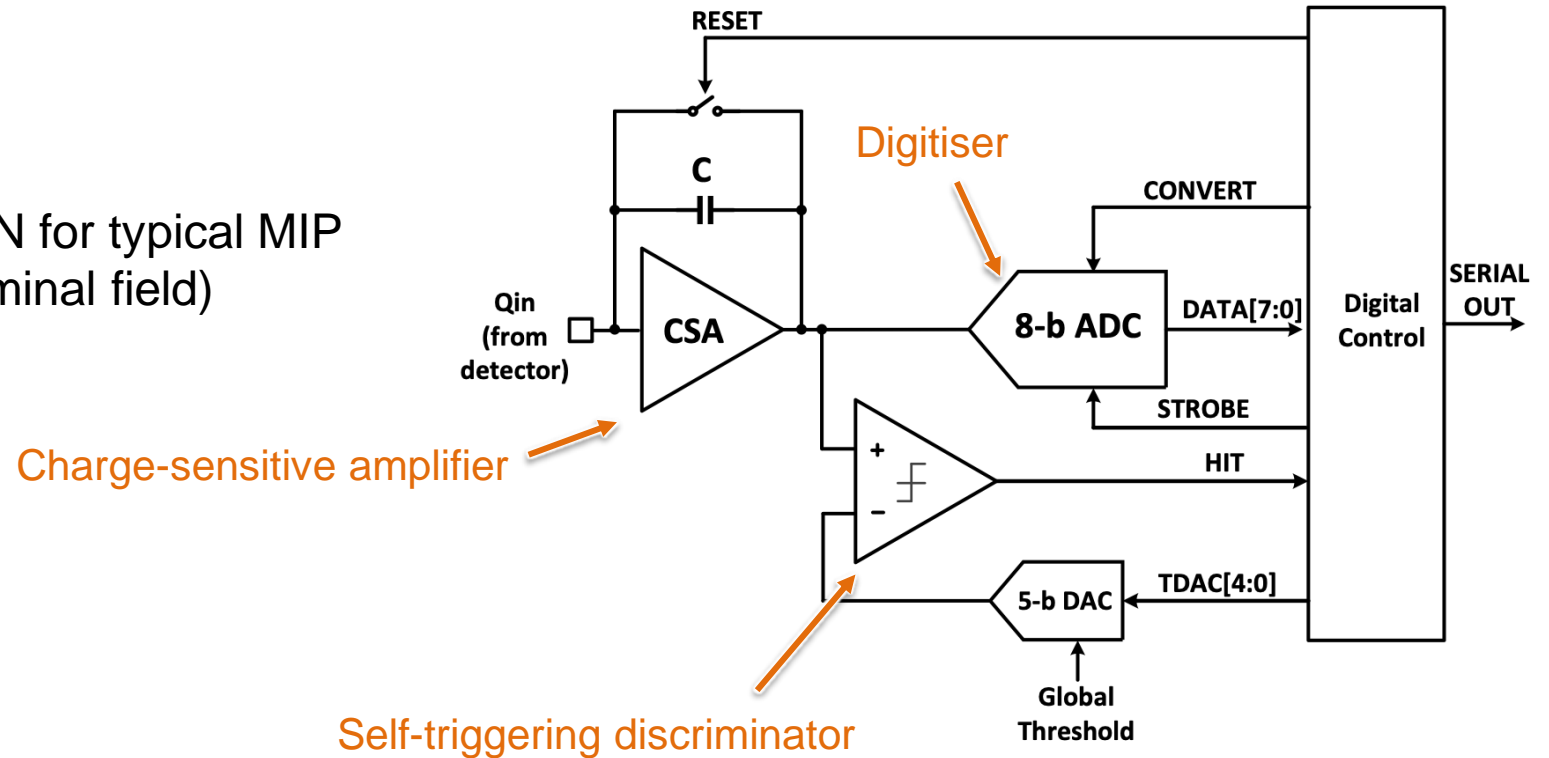 RESET
Digitiser
C
CONVERT
N for typical MIP
minal field)
Qin
(from
detector)
CSA
8-b ADC
DATA[7:0]
Digital
Control
SERIAL
OUT
STROBE
Charge-sensitive amplifier
+
HIT
−
5-b DAC
TDAC[4:0]
Global
Threshold
Self-triggering discriminator